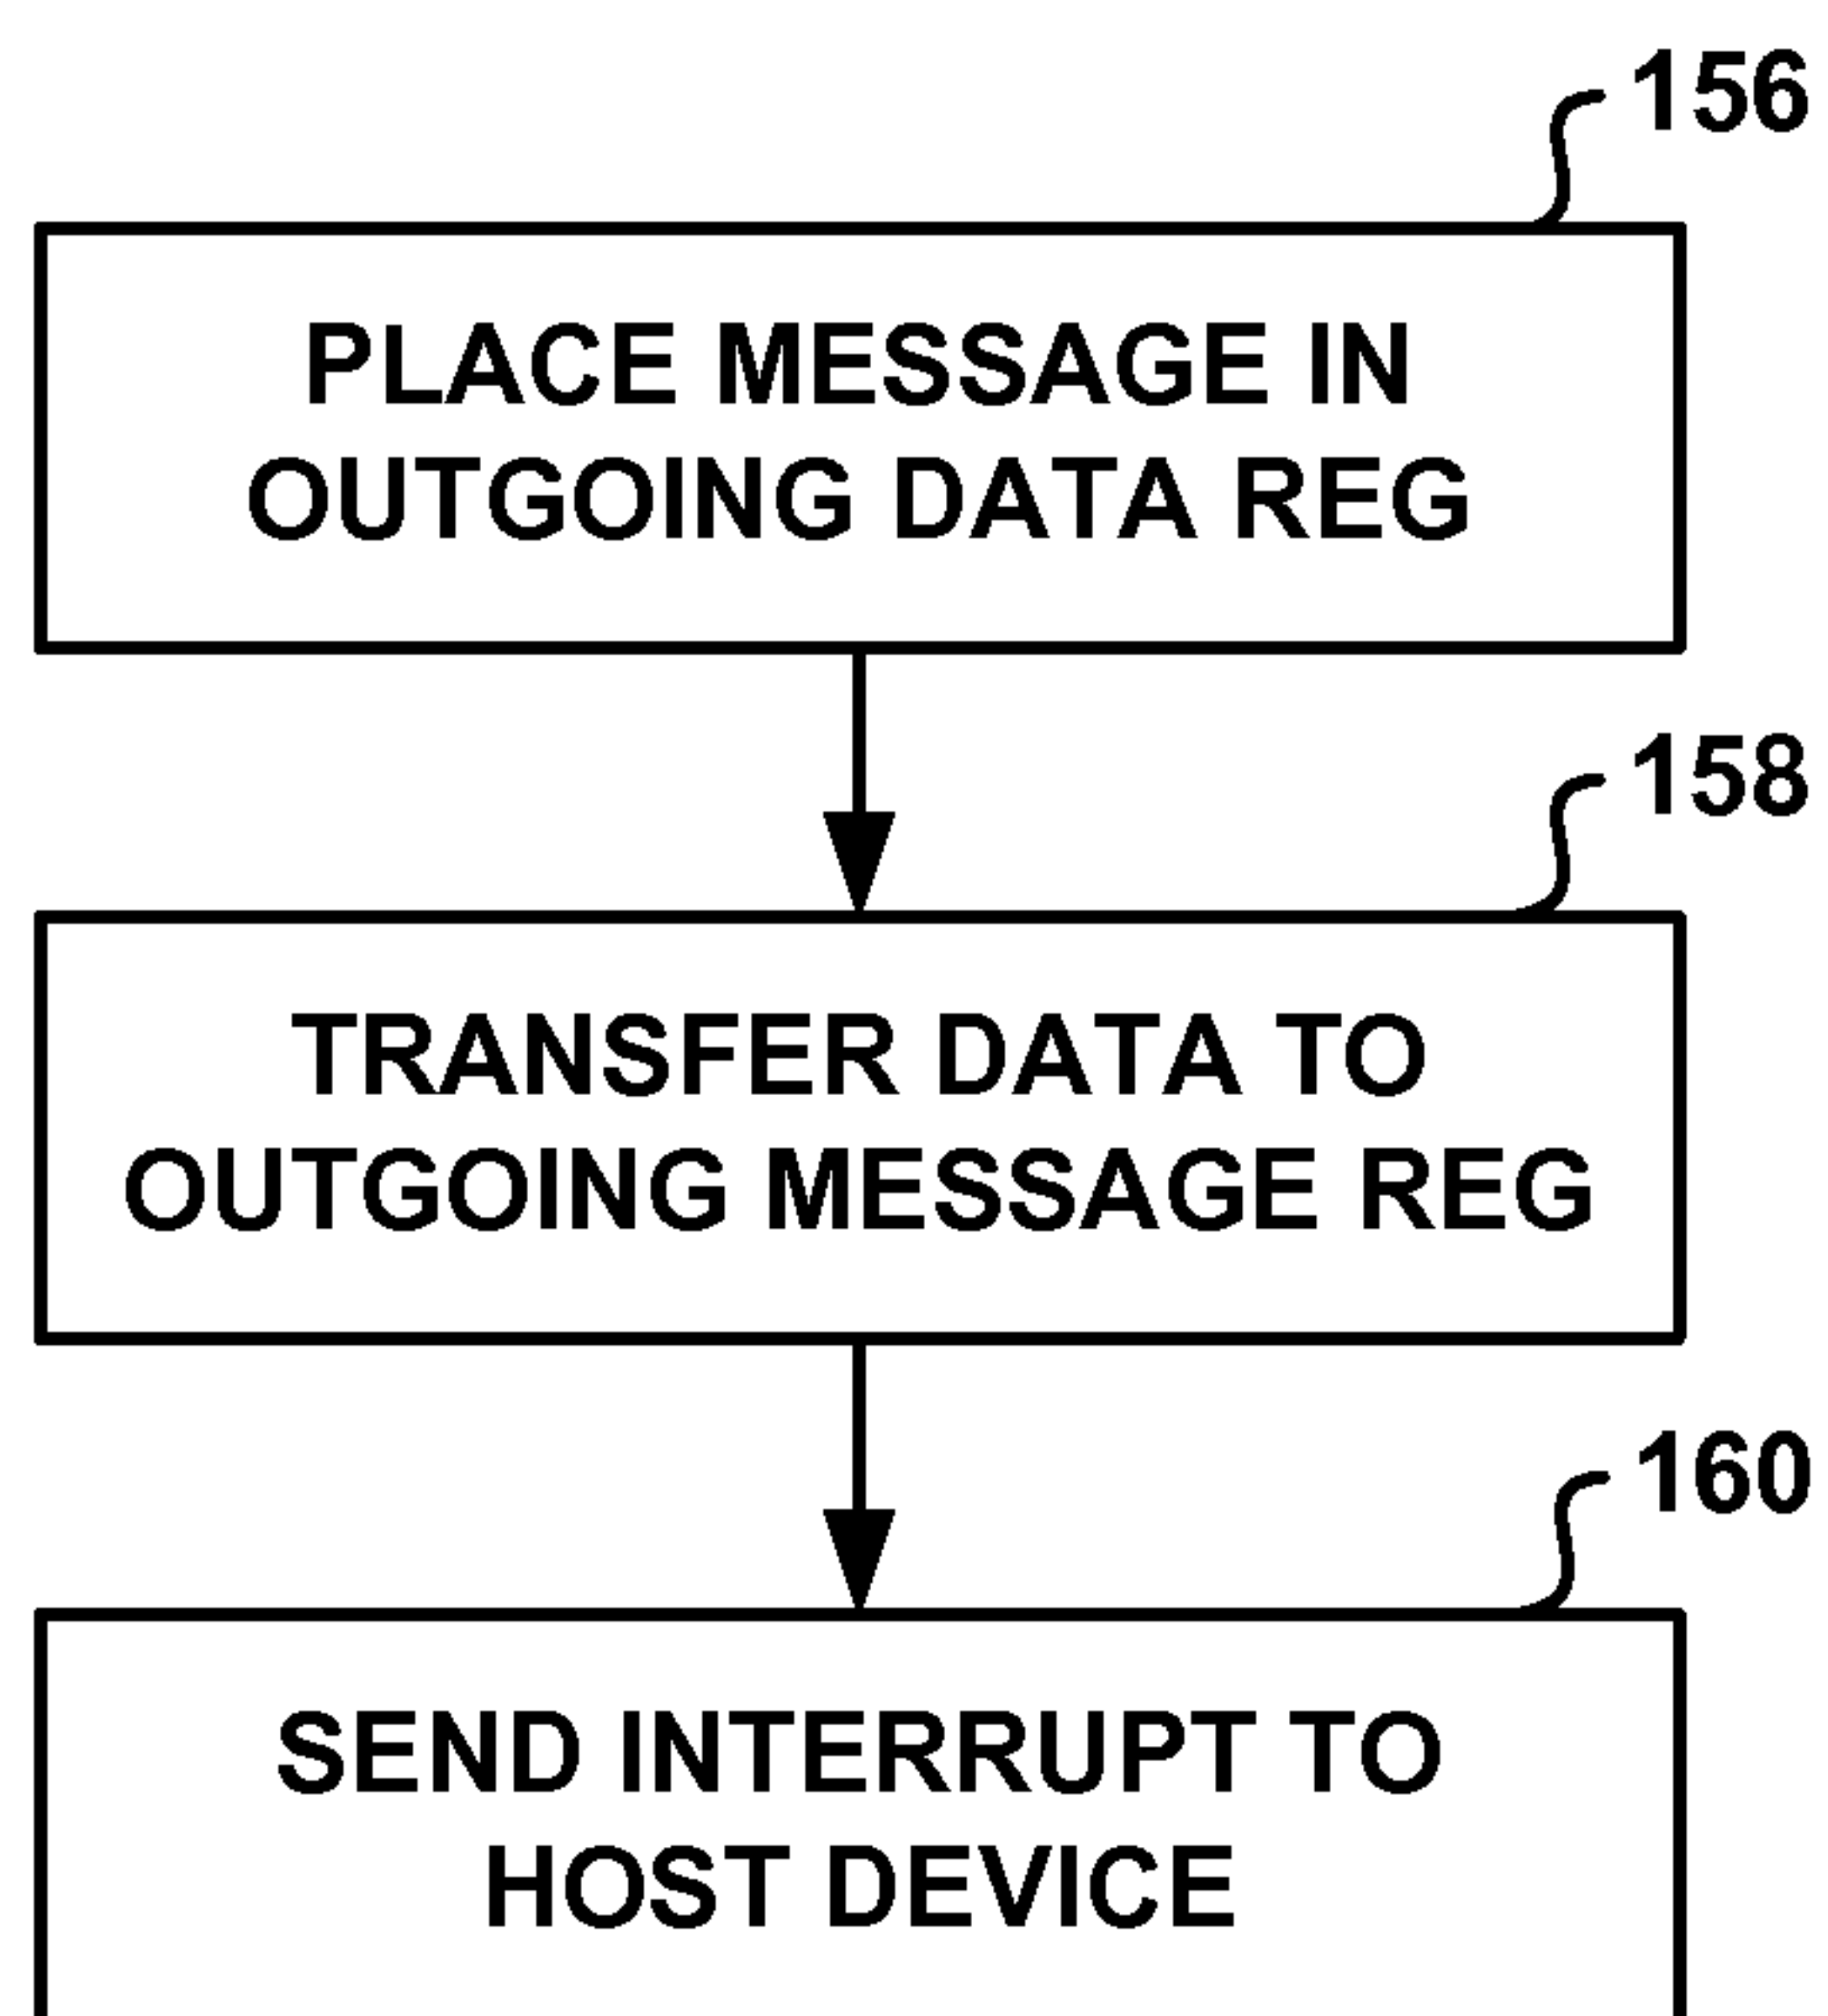 156
PLACE MESSAGE IN
OUTGOING DATA REG
158
TRANSFER DATA TO
OUTGOING MESSAGE REG
160
SEND INTERRUPT TO
HOST DEVICE